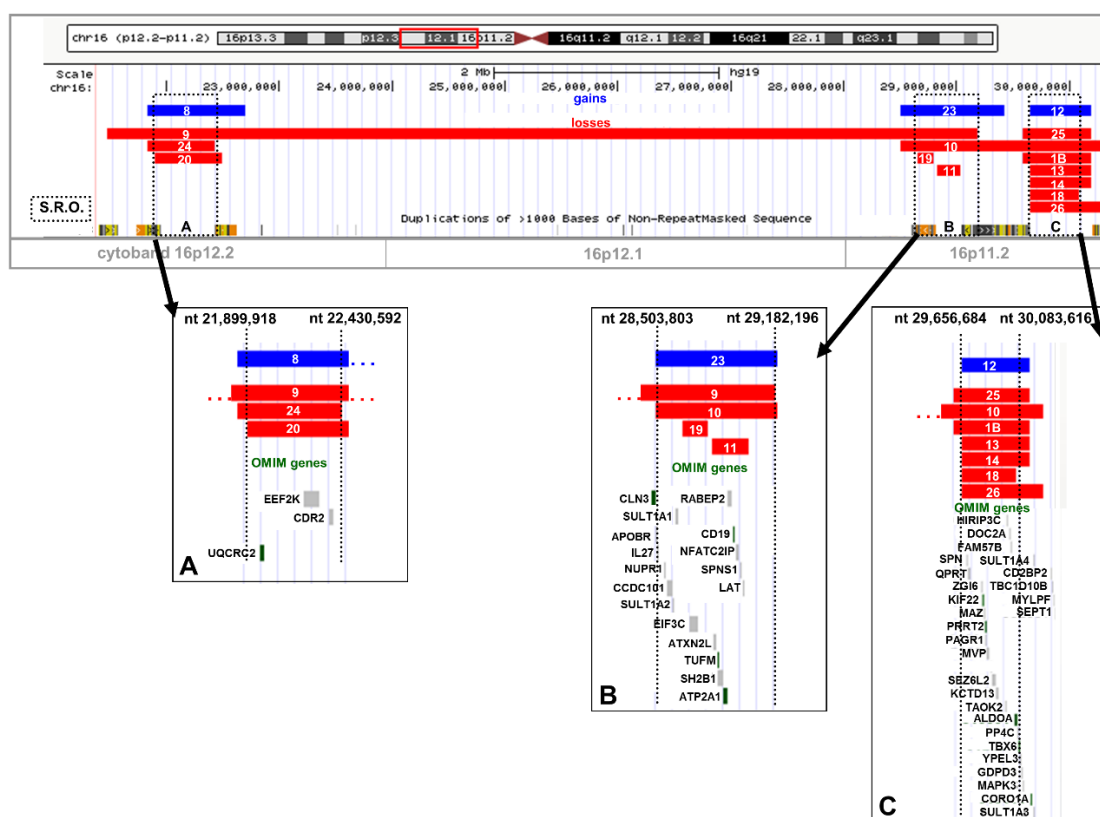 chr16 (p12.2-p11.2) 16p13.3 p12.3 12.1 16p11.2 16q11.2 q12.1 12.2 16q21 22.1 q23.1
Scale 2 Mb hg19
chr16: 23,000,000 24,000,000 25,000,000 26,000,000 27,000,000 28,000,000 29,000,000 30,000,000
gains
8 23 12
losses
9 25
24 10
20 19 1B
11 13
14
18
26
S.R.O.
Duplications of >1000 Bases of Non-RepeatMasked Sequence
A B C
cytoband 16p12.2 16p12.1 16p11.2
nt 21,899,918 nt 22,430,592
8
9
24
20
OMIM genes
EEF2K
CDR2
UQCRC2
A
nt 28,503,803 nt 29,182,196
23
9
10
19
11
OMIM genes
CLN3 RABEP2
SULT1A1
APOBR CD19
IL27 NFATC2IP
NUPR1 SPNS1
CCDC101 LAT
SULT1A2
EIF3C
ATXN2L
TUFM
SH2B1
ATP2A1
B
nt 29,656,684 nt 30,083,616
12
25
10
1B
13
14
18
26
OMIM genes
HIRIP3C
DOC2A
FAM57B
SPN SULT1A4
QPRT CD2BP2
ZG16 TBC1D10B
KIF22 MYLPF
MAZ SEPT1
PRRT2
PAGR1
MVP
SEZ6L2
KCTD13
TAOK2
ALDOA
PP4C
TBX6
YPEL3
GDPD3
MAPK3
CORO1A
SULT1A3
C